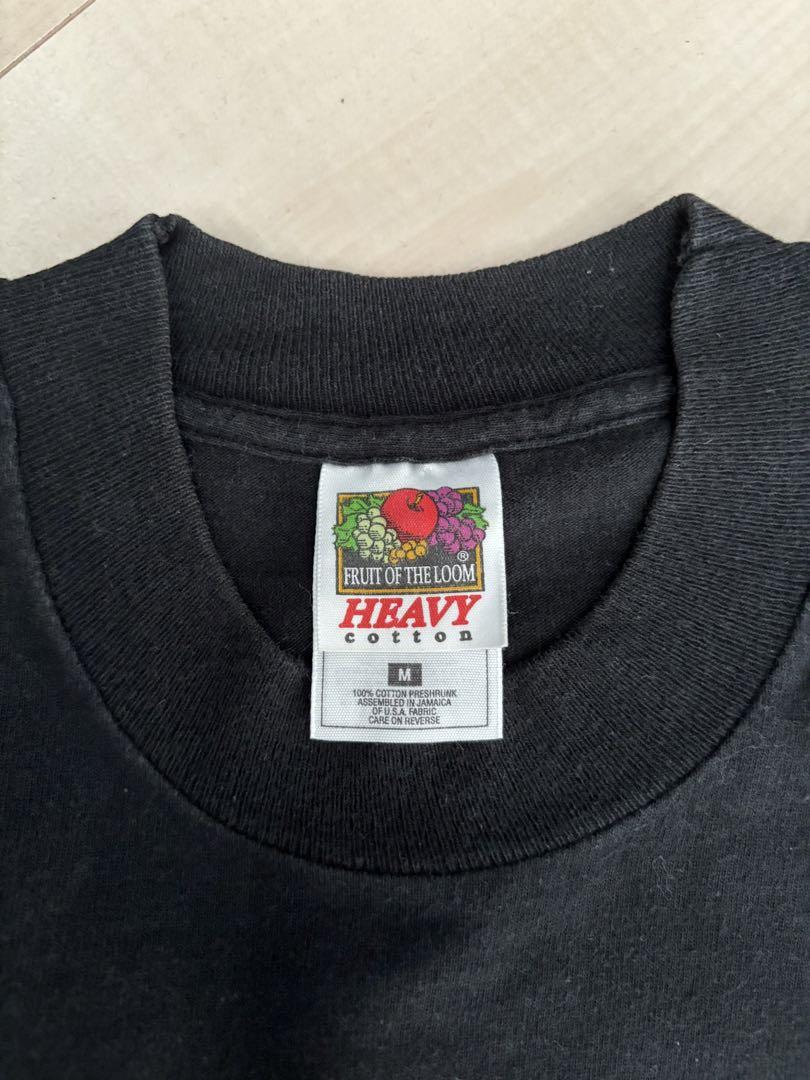 ®
FRUIT OF THE LOOM
HEAVY
cotton
M
100% COTTON PRESHRUNK
ASSEMBLED IN JAMAICA
OF U.S.A. FABRIC
CARE ON REVERSE